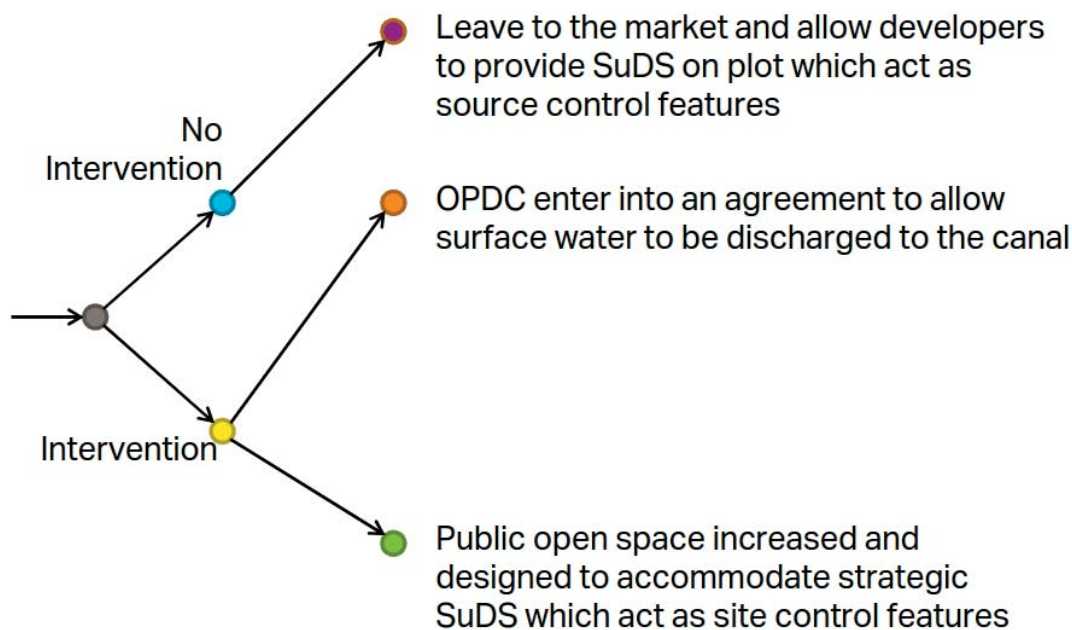 Leave to the market and allow developers
to provide SuDS on plot which act as
source control features
No
Intervention
OPDC enter into an agreement to allow
surface water to be discharged to the canal
Intervention
Public open space increased and
designed to accommodate strategic
SuDS which act as site control features